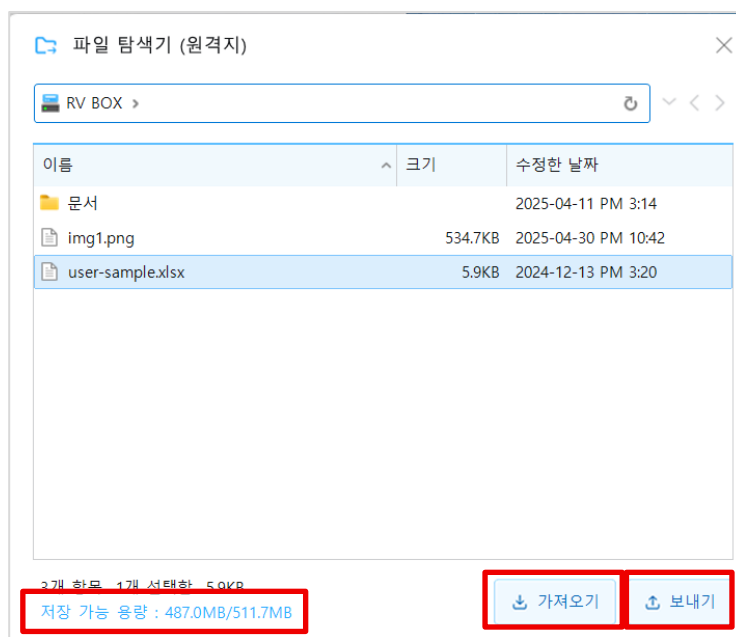 파일 탐색기 (원격지)
RV BOX
이름 크기 수정한 날짜
문서 2025-04-11 PM 3:14
img1.png 534.7KB 2025-04-30 PM 10:42
user-sample.xlsx 5.9KB 2024-12-13 PM 3:20
3개 항목 1개 선택함 5.9KB
저장 가능 용량 : 487.0MB/511.7MB
가져오기 보내기